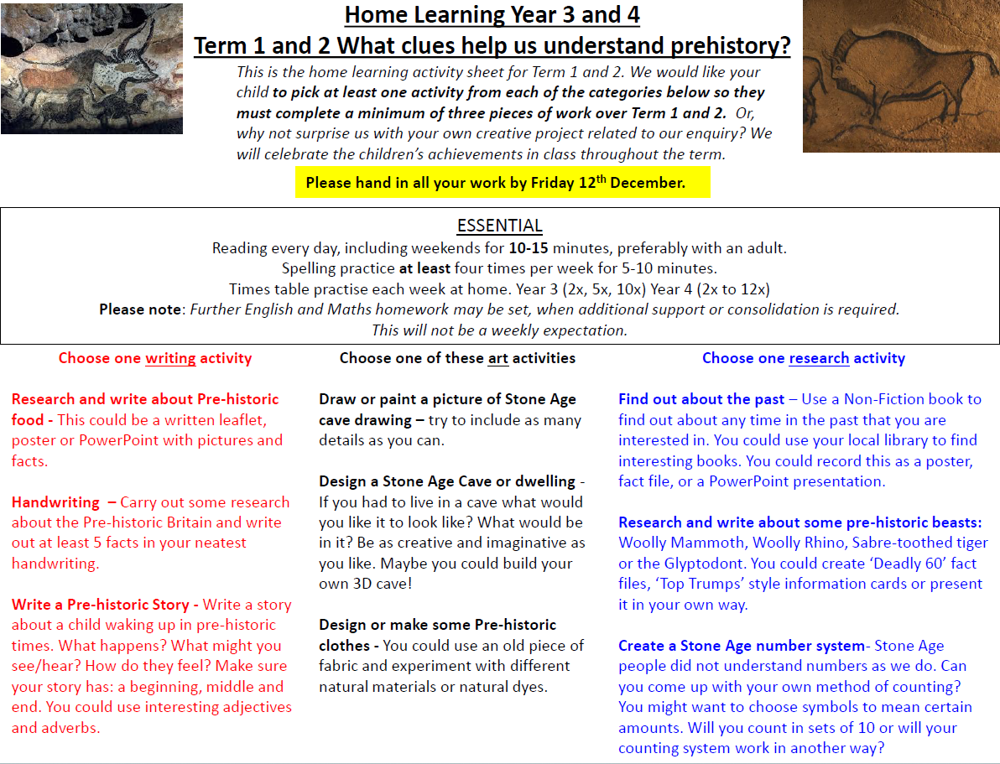 Home Learning Year 3 and 4
Term 1 and 2 What clues help us understand prehistory?
This is the home learning activity sheet for Term 1 and 2. We would like your
child to pick at least one activity from each of the categories below so they
must complete a minimum of three pieces of work over Term 1 and 2.  Or,
why not surprise us with your own creative project related to our enquiry? We
will celebrate the children's achievements in class throughout the term.
Please hand in all your work by Friday 12th December.
ESSENTIAL
Reading every day, including weekends for 10-15 minutes, preferably with an adult.
Spelling practice at least four times per week for 5-10 minutes.
Times table practise each week at home. Year 3 (2x, 5x, 10x) Year 4 (2x to 12x)
Please note: Further English and Maths homework may be set, when additional support or consolidation is required.
This will not be a weekly expectation.
Choose one writing activity
Research and write about Pre-historic
food - This could be a written leaflet,
poster or PowerPoint with pictures and
facts.
Handwriting – Carry out some research
about the Pre-historic Britain and write
out at least 5 facts in your neatest
handwriting.
Write a Pre-historic Story - Write a story
about a child waking up in pre-historic
times. What happens? What might you
see/hear? How do they feel? Make sure
your story has: a beginning, middle and
end. You could use interesting adjectives
and adverbs.
Choose one of these art activities
Draw or paint a picture of Stone Age
cave drawing – try to include as many
details as you can.
Design a Stone Age Cave or dwelling -
If you had to live in a cave what would
you like it to look like? What would be
in it? Be as creative and imaginative as
you like. Maybe you could build your
own 3D cave!
Design or make some Pre-historic
clothes - You could use an old piece of
fabric and experiment with different
natural materials or natural dyes.
Choose one research activity
Find out about the past – Use a Non-Fiction book to
find out about any time in the past that you are
interested in. You could use your local library to find
interesting books. You could record this as a poster,
fact file, or a PowerPoint presentation.
Research and write about some pre-historic beasts:
Woolly Mammoth, Woolly Rhino, Sabre-toothed tiger
or the Glyptodont. You could create 'Deadly 60' fact
files, 'Top Trumps' style information cards or present
it in your own way.
Create a Stone Age number system- Stone Age
people did not understand numbers as we do. Can
you come up with your own method of counting?
You might want to choose symbols to mean certain
amounts. Will you count in sets of 10 or will your
counting system work in another way?